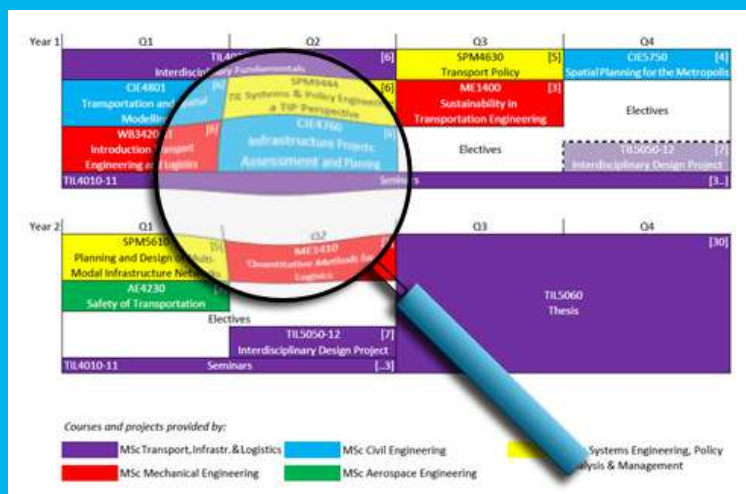 Year 1 Q1 Q2 Q3 Q4
TIL4 [6]
Interdisciplinary Fundamentals
SPM4630 [5]
Transport Policy
CIE5750 [4]
Spatial Planning for the Metropolis
CIE4801 [6]
Transportation and Spatial
Modelling
SPM9444 [6]
TIL Systems & Policy Engineering
a TIP Perspective
ME1400 [3]
Sustainability in
Transportation Engineering
Electives
WB3420 [6]
Introduction Transport
Engineering and Logistics
CIE4760 [6]
Infrastructure Projects
Assessment and Planning
Electives
TIL5050-12 [7]
Interdisciplinary Design Project
TIL4010-11 Seminars [3..]
Year 2 Q1 Q2 Q3 Q4
SPM5610 [5]
Planning and Design of Multi-
Modal Infrastructure Networks
ME1410
Quantitative Methods for
Logistics
[30]
TIL5060
Thesis
AE4230
Safety of Transportation
Electives
TIL5050-12 [7]
Interdisciplinary Design Project
TIL4010-11 Seminars [..3]
Courses and projects provided by:
MSc Transport, Infrastr. & Logistics
MSc Civil Engineering
Systems Engineering, Policy
Analysis & Management
MSc Mechanical Engineering
MSc Aerospace Engineering